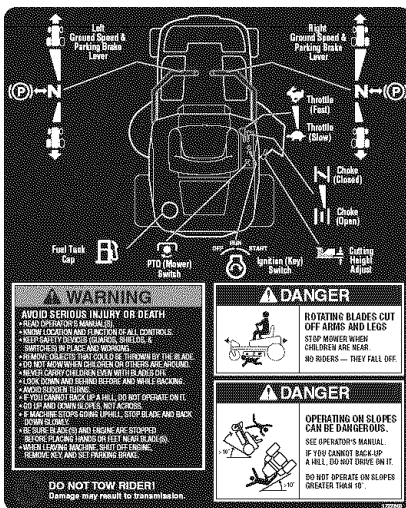 Left
Ground Speed &
Parking Brake
Lever
Right
Ground Speed &
Parking Brake
Lever
(P) N
N (P)
Throttle
(Fast)
Throttle
(Slow)
Choke
(Closed)
Choke
(Open)
Fuel Tank
Cap
PTO (Mower)
Switch
OFF RUN START
Ignition (Key)
Switch
Cutting
Height
Adjust
WARNING
AVOID SERIOUS INJURY OR DEATH
• READ OPERATOR'S MANUAL(S).
• KNOW LOCATION AND FUNCTION OF ALL CONTROLS.
• KEEP SAFETY DEVICES (GUARDS, SHIELDS, &
SWITCHES) IN PLACE AND WORKING.
• REMOVE OBJECTS THAT COULD BE THROWN BY THE BLADE.
• DO NOT MOW WHEN CHILDREN OR OTHERS ARE AROUND.
• NEVER CARRY CHILDREN EVEN WITH BLADES OFF.
• LOOK DOWN AND BEHIND BEFORE AND WHILE BACKING.
• AVOID SUDDEN TURNS.
• IF YOU CANNOT BACK UP A HILL, DO NOT OPERATE ON IT.
• GO UP AND DOWN SLOPES, NOT ACROSS.
• IF MACHINE STOPS GOING UPHILL, STOP BLADE AND BACK
DOWN SLOWLY.
• BE SURE BLADE(S) AND ENGINE ARE STOPPED
BEFORE PLACING HANDS OR FEET NEAR BLADE(S).
• WHEN LEAVING MACHINE, SHUT OFF ENGINE,
REMOVE KEY, AND SET PARKING BRAKE.
DO NOT TOW RIDER!
Damage may result to transmission.
DANGER
ROTATING BLADES CUT
OFF ARMS AND LEGS
STOP MOWER WHEN
CHILDREN ARE NEAR.
NO RIDERS — THEY FALL OFF.
DANGER
OPERATING ON SLOPES
CAN BE DANGEROUS.
SEE OPERATOR'S MANUAL.
IF YOU CANNOT BACK-UP
A HILL, DO NOT DRIVE ON IT.
DO NOT OPERATE ON SLOPES
GREATER THAN 10°.
>10°
>10°